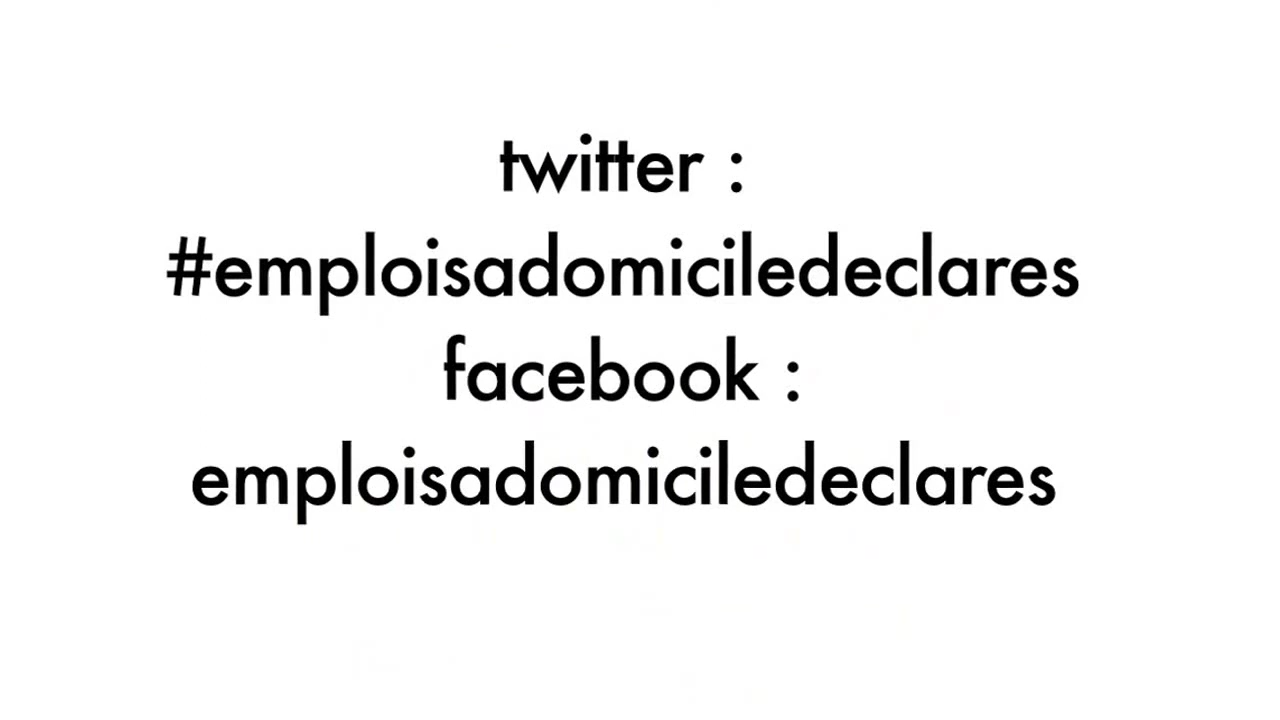 twitter :
#emploisadomiciledeclares
facebook :
emploisadomiciledeclares